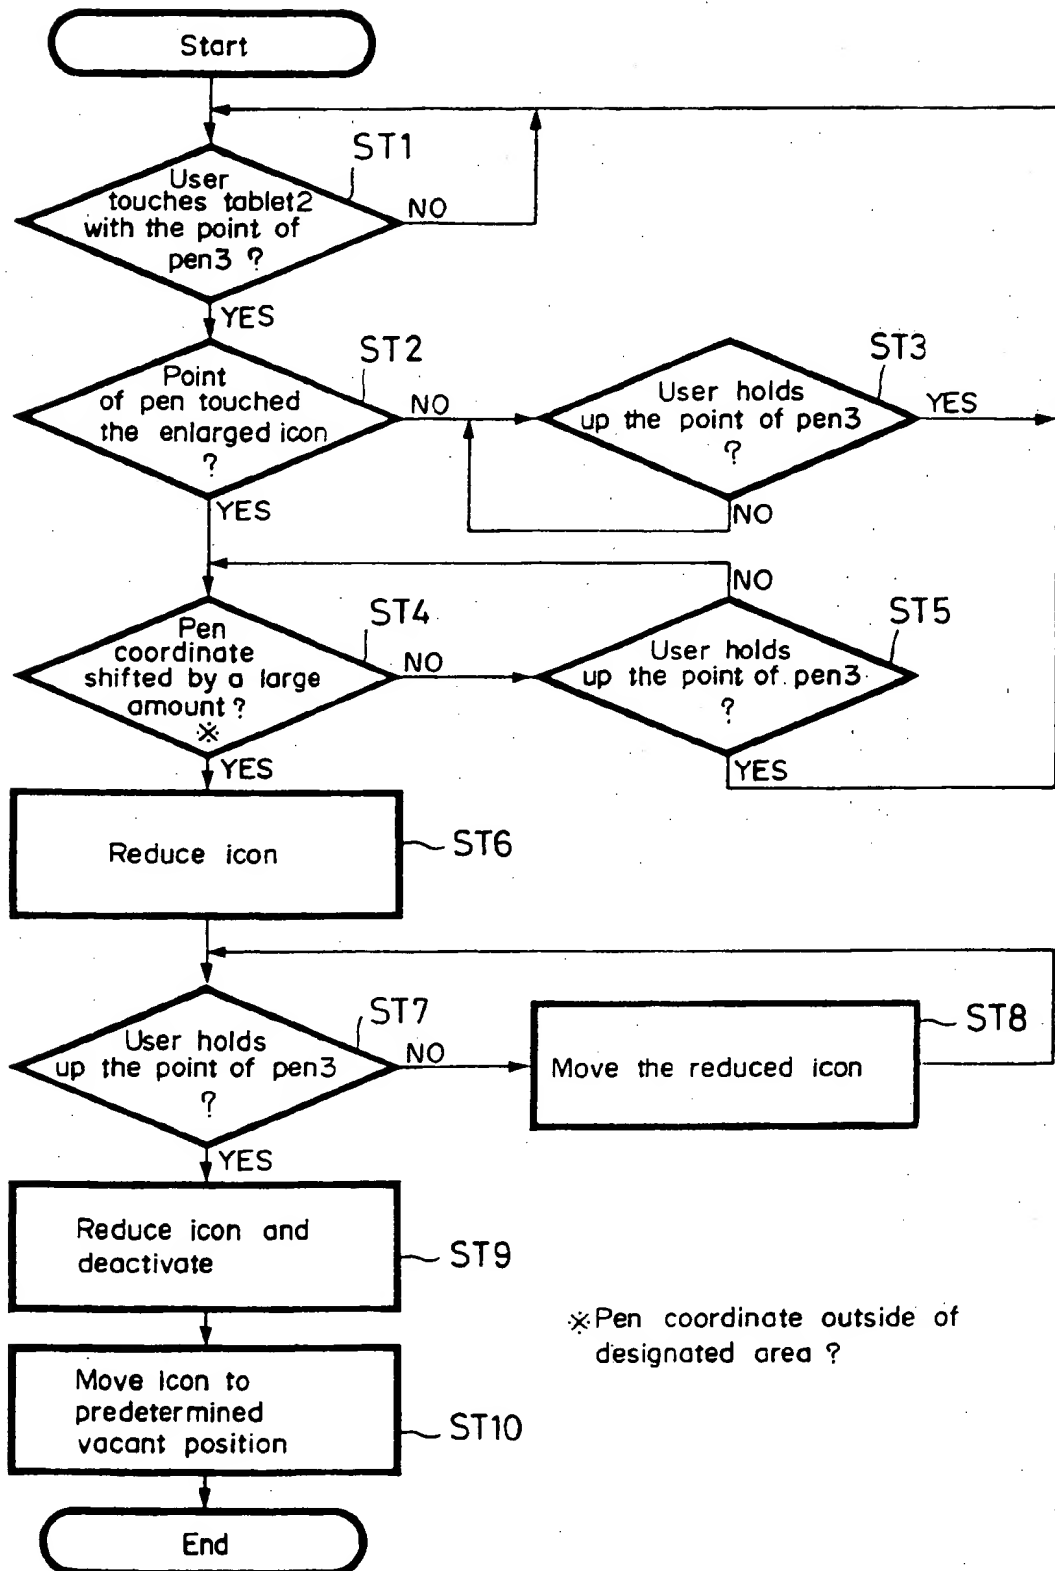 Start
ST1
User
touches tablet2
with the point of
pen3 ?
NO
YES
ST2
Point
of pen touched
the enlarged icon
?
NO
YES
ST3
User holds
up the point of pen3
?
YES
NO
ST4
Pen
coordinate
shifted by a large
amount ?
※
NO
YES
NO
ST5
User holds
up the point of pen3
?
YES
Reduce icon
ST6
ST7
User holds
up the point of pen3
?
NO
YES
Move the reduced icon
ST8
Reduce icon and
deactivate
ST9
※Pen coordinate outside of
designated area ?
Move icon to
predetermined
vacant position
ST10
End